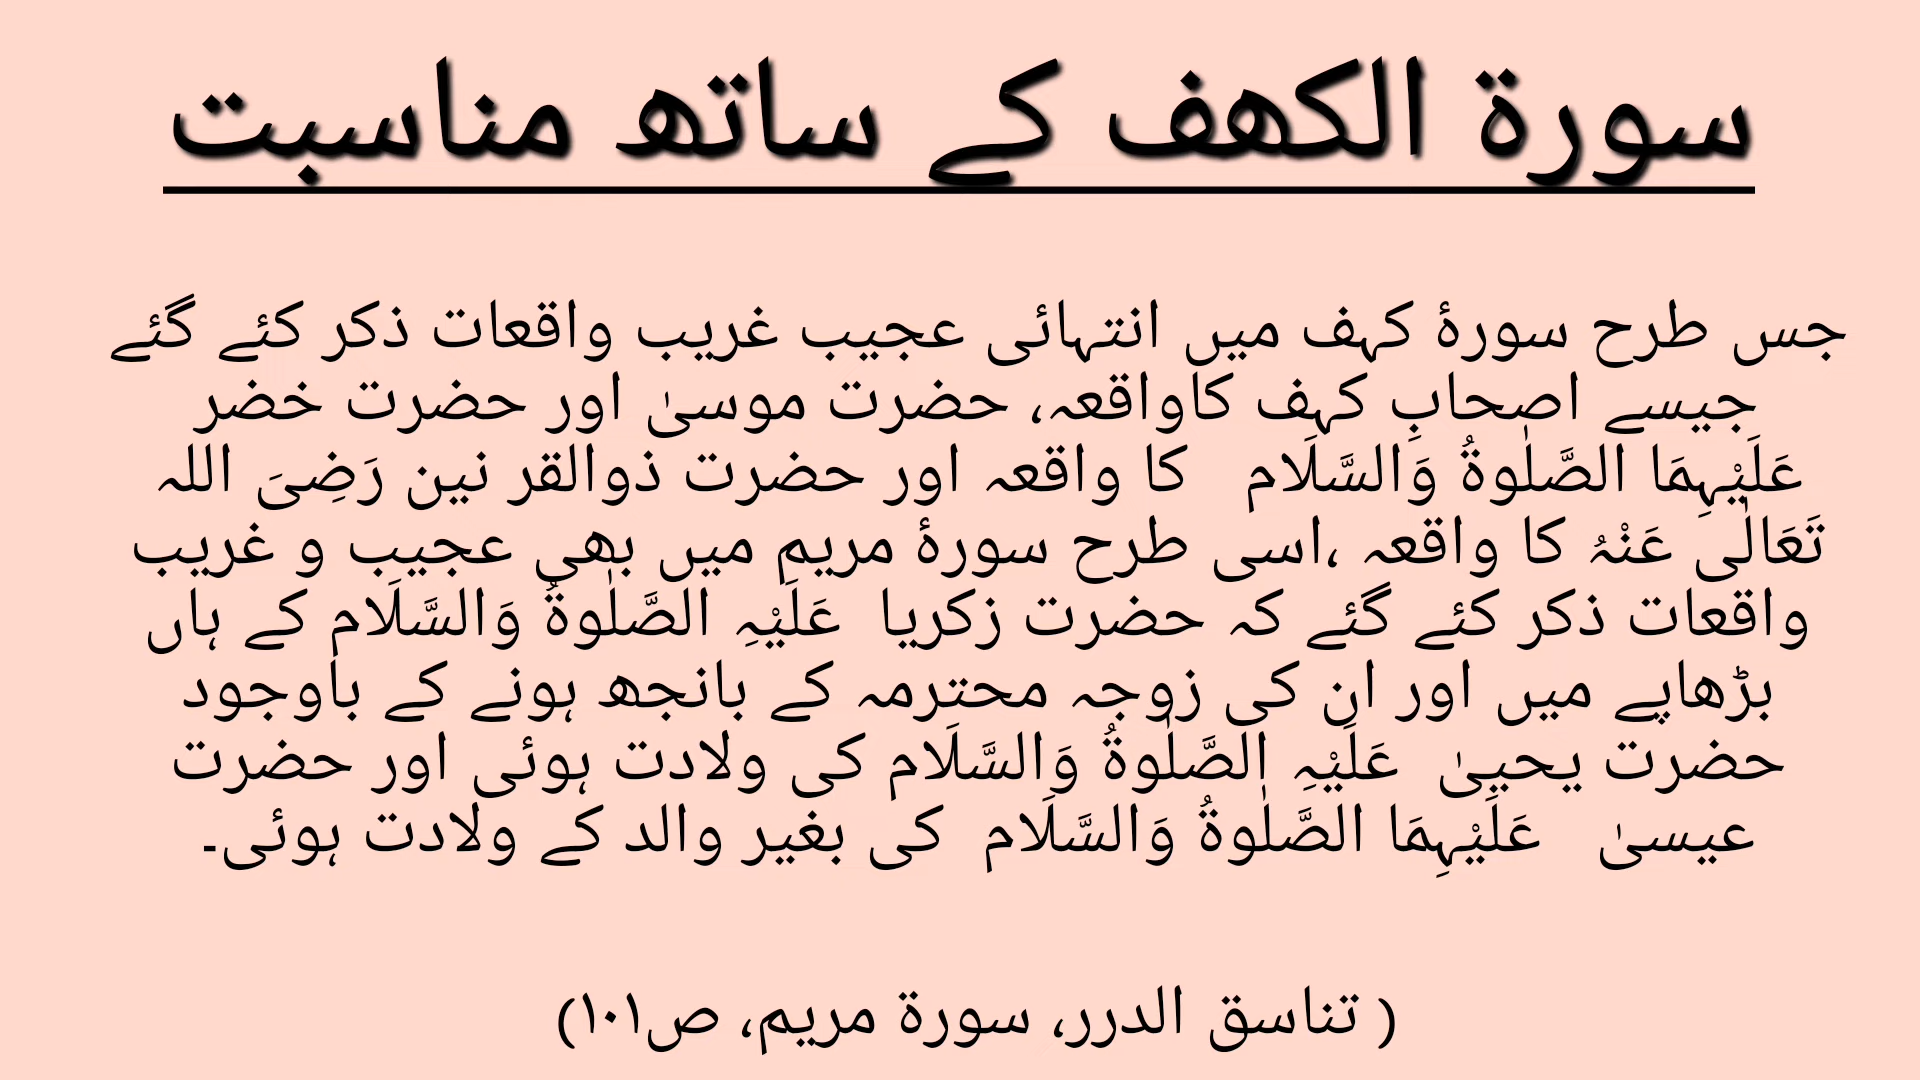 سورۃ الکھف کے ساتھ مناسبت
جس طرح سورۂ کہف میں انتہائی عجیب غریب واقعات ذکر کئے گئے
جیسے اصحابِ کہف کاواقعہ، حضرت موسیٰ اور حضرت خضر
عَلَیْہِمَا الصَّلٰوۃُ وَالسَّلَام کا واقعہ اور حضرت ذوالقر نین رَضِیَ اللہ
تَعَالٰی عَنْہُ کا واقعہ ،اسی طرح سورۂ مریم میں بھی عجیب و غریب
واقعات ذکر کئے گئے کہ حضرت زکریا عَلَیْہِ الصَّلٰوۃُ وَالسَّلَام کے ہاں
بڑھاپے میں اور ان کی زوجہ محترمہ کے بانجھ ہونے کے باوجود
حضرت یحییٰ عَلَیْہِ الصَّلٰوۃُ وَالسَّلَام کی ولادت ہوئی اور حضرت
عیسیٰ عَلَیْہِمَا الصَّلٰوۃُ وَالسَّلَام کی بغیر والد کے ولادت ہوئی۔
( تناسق الدرر، سورۃ مریم، ص۱۰۱)